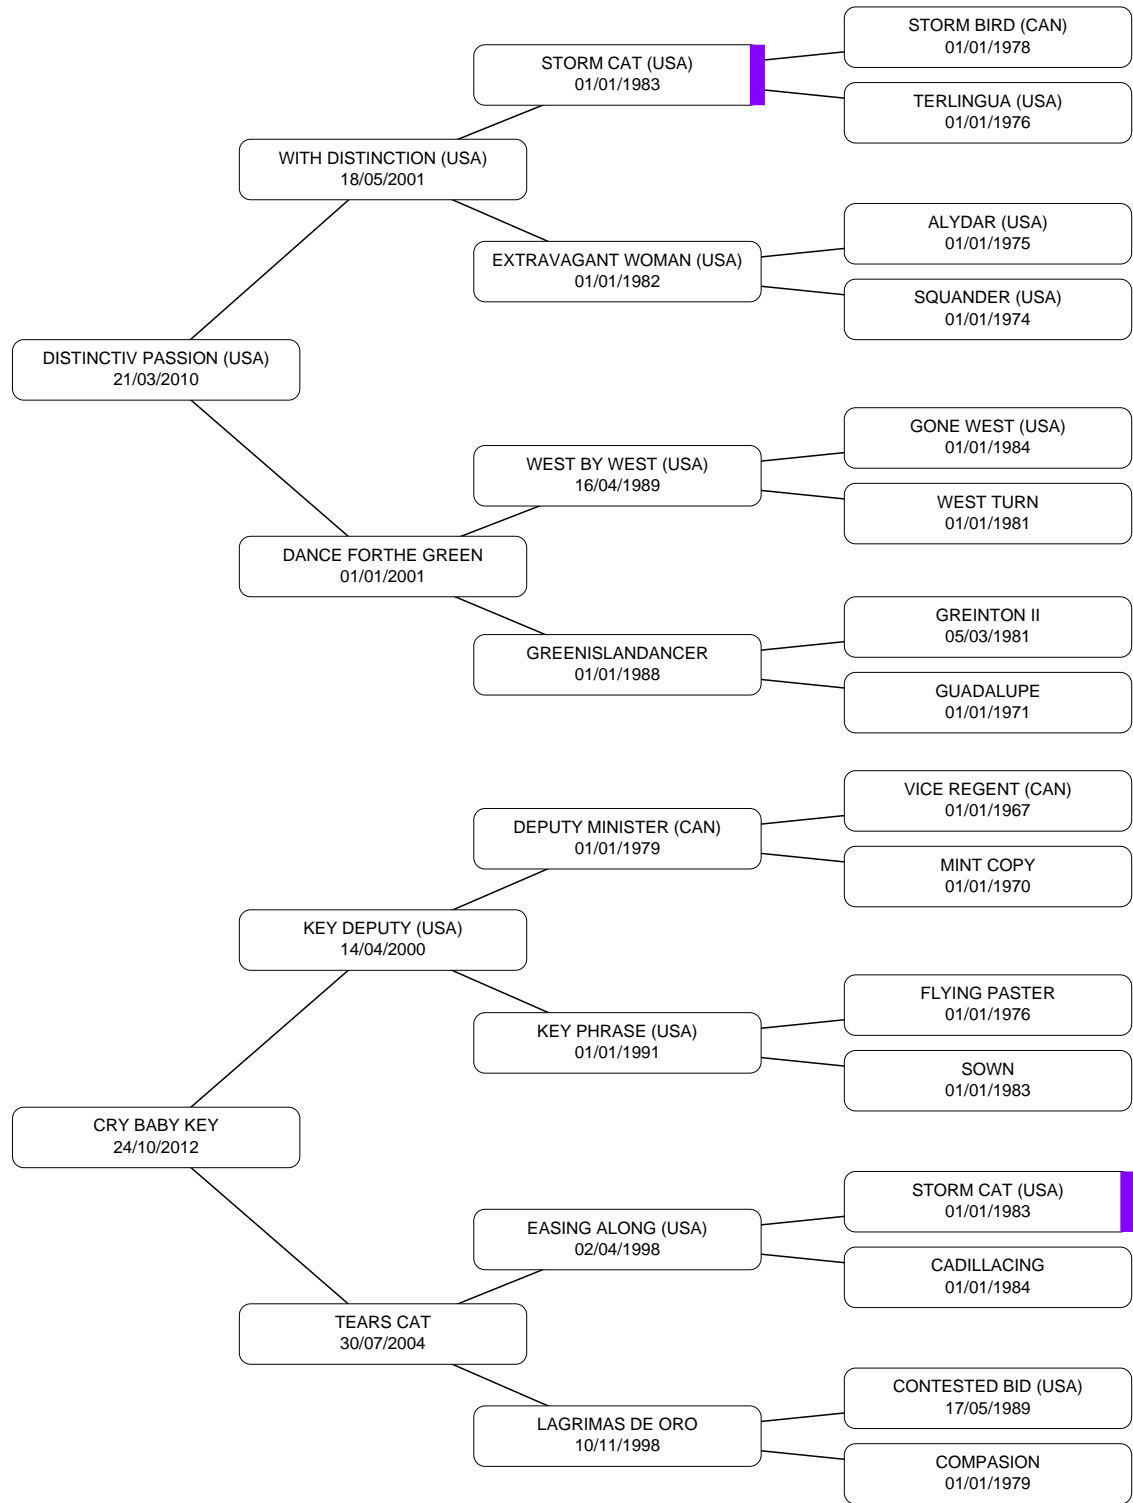 STORM BIRD (CAN)
01/01/1978
STORM CAT (USA)
01/01/1983
TERLINGUA (USA)
01/01/1976
WITH DISTINCTION (USA)
18/05/2001
ALYDAR (USA)
01/01/1975
EXTRAVAGANT WOMAN (USA)
01/01/1982
SQUANDER (USA)
01/01/1974
DISTINCTIV PASSION (USA)
21/03/2010
GONE WEST (USA)
01/01/1984
WEST BY WEST (USA)
16/04/1989
WEST TURN
01/01/1981
DANCE FORTHE GREEN
01/01/2001
GREINTON II
05/03/1981
GREENISLANDANCER
01/01/1988
GUADALUPE
01/01/1971
VICE REGENT (CAN)
01/01/1967
DEPUTY MINISTER (CAN)
01/01/1979
MINT COPY
01/01/1970
KEY DEPUTY (USA)
14/04/2000
FLYING PASTER
01/01/1976
KEY PHRASE (USA)
01/01/1991
SOWN
01/01/1983
CRY BABY KEY
24/10/2012
STORM CAT (USA)
01/01/1983
EASING ALONG (USA)
02/04/1998
CADILLACING
01/01/1984
TEARS CAT
30/07/2004
CONTESTED BID (USA)
17/05/1989
LAGRIMAS DE ORO
10/11/1998
COMPASION
01/01/1979